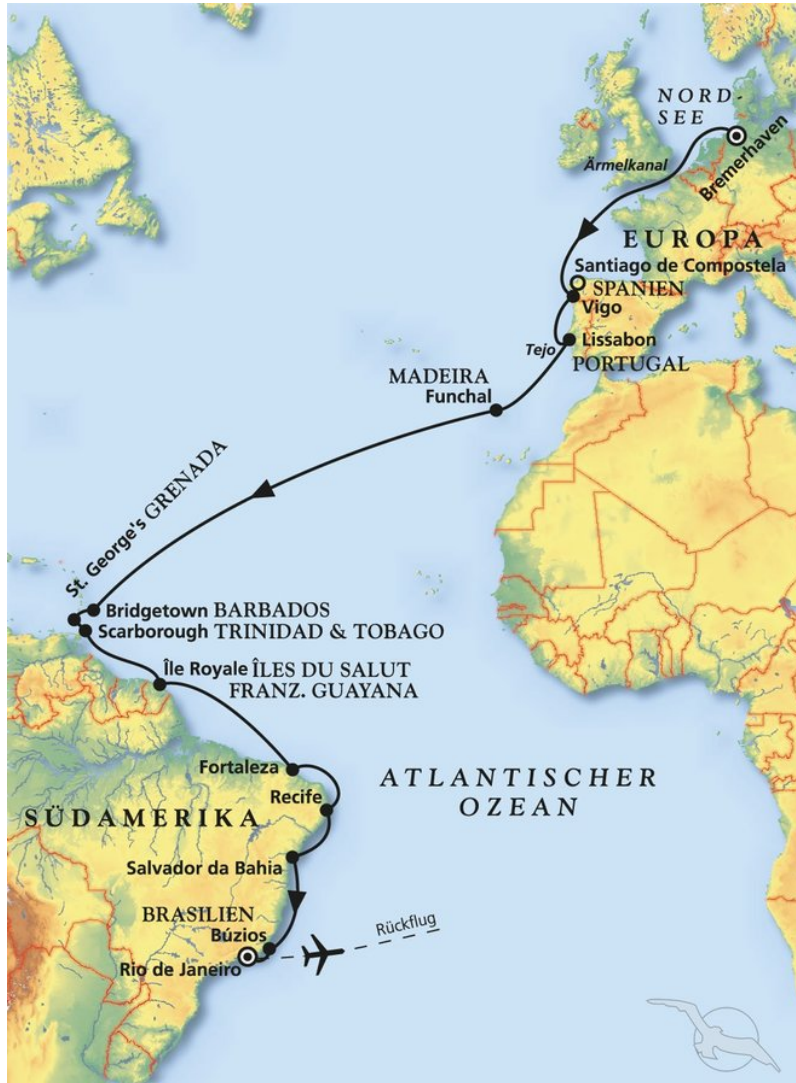 NORD-
SEE
Ärmelkanal
Bremerhaven
EUROPA
Santiago de Compostela
SPANIEN
Vigo
Tejo
Lissabon
PORTUGAL
MADEIRA
Funchal
St. George's GRENADA
Bridgetown BARBADOS
Scarborough TRINIDAD & TOBAGO
Île Royale ÎLES DU SALUT
FRANZ. GUAYANA
Fortaleza
ATLANTISCHER
OZEAN
Recife
SÜDAMERIKA
Salvador da Bahia
BRASILIEN
Búzios
Rückflug
Rio de Janeiro